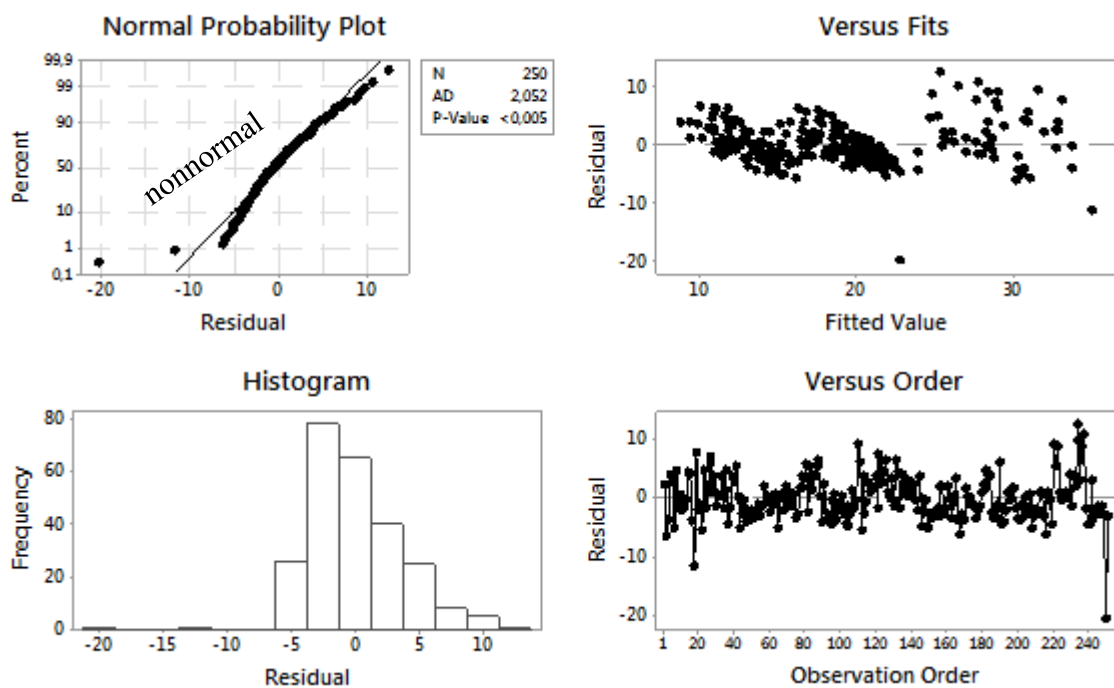 Normal Probability Plot
99,9
99
90
50
10
1
0,1
Percent
nonnormal
N 250
AD 2,052
P-Value <0,005
-20 -10 0 10
Residual
Versus Fits
10
0
-10
-20
Residual
10 20 30
Fitted Value
Histogram
80
60
40
20
0
Frequency
-20 -15 -10 -5 0 5 10
Residual
Versus Order
10
0
-10
-20
Residual
1 20 40 60 80 100 120 140 160 180 200 220 240
Observation Order